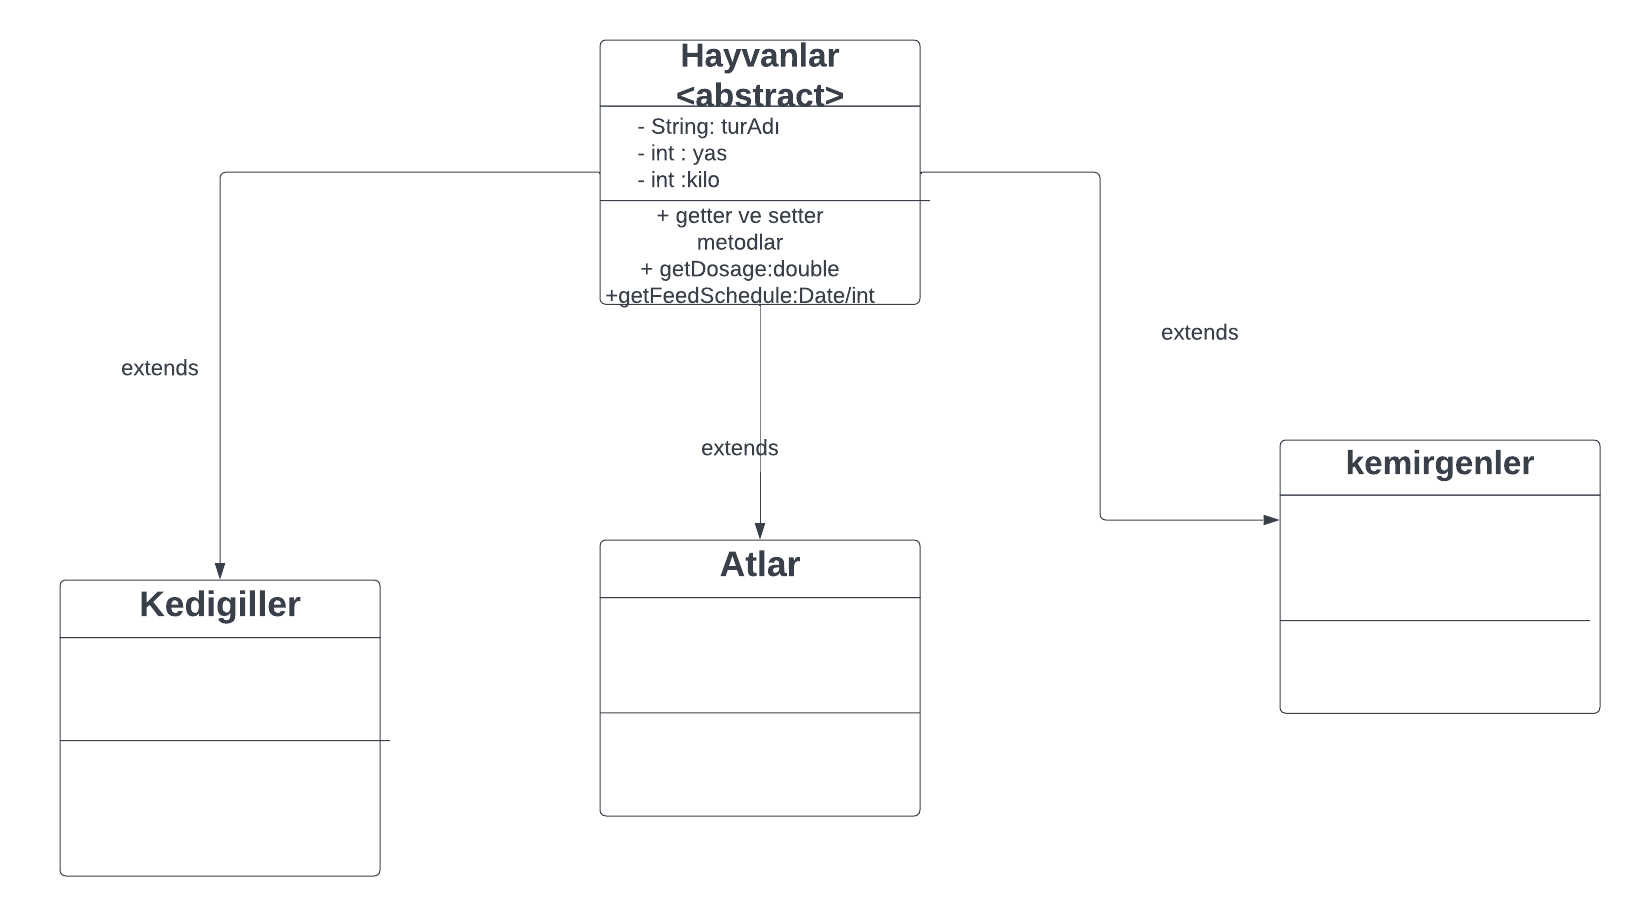 Hayvanlar
<abstract>
- String: turAdı
- int : yas
- int :kilo
+ getter ve setter
metodlar
+ getDosage:double
+getFeedSchedule:Date/int
extends
extends
extends
kemirgenler
Atlar
Kedigiller